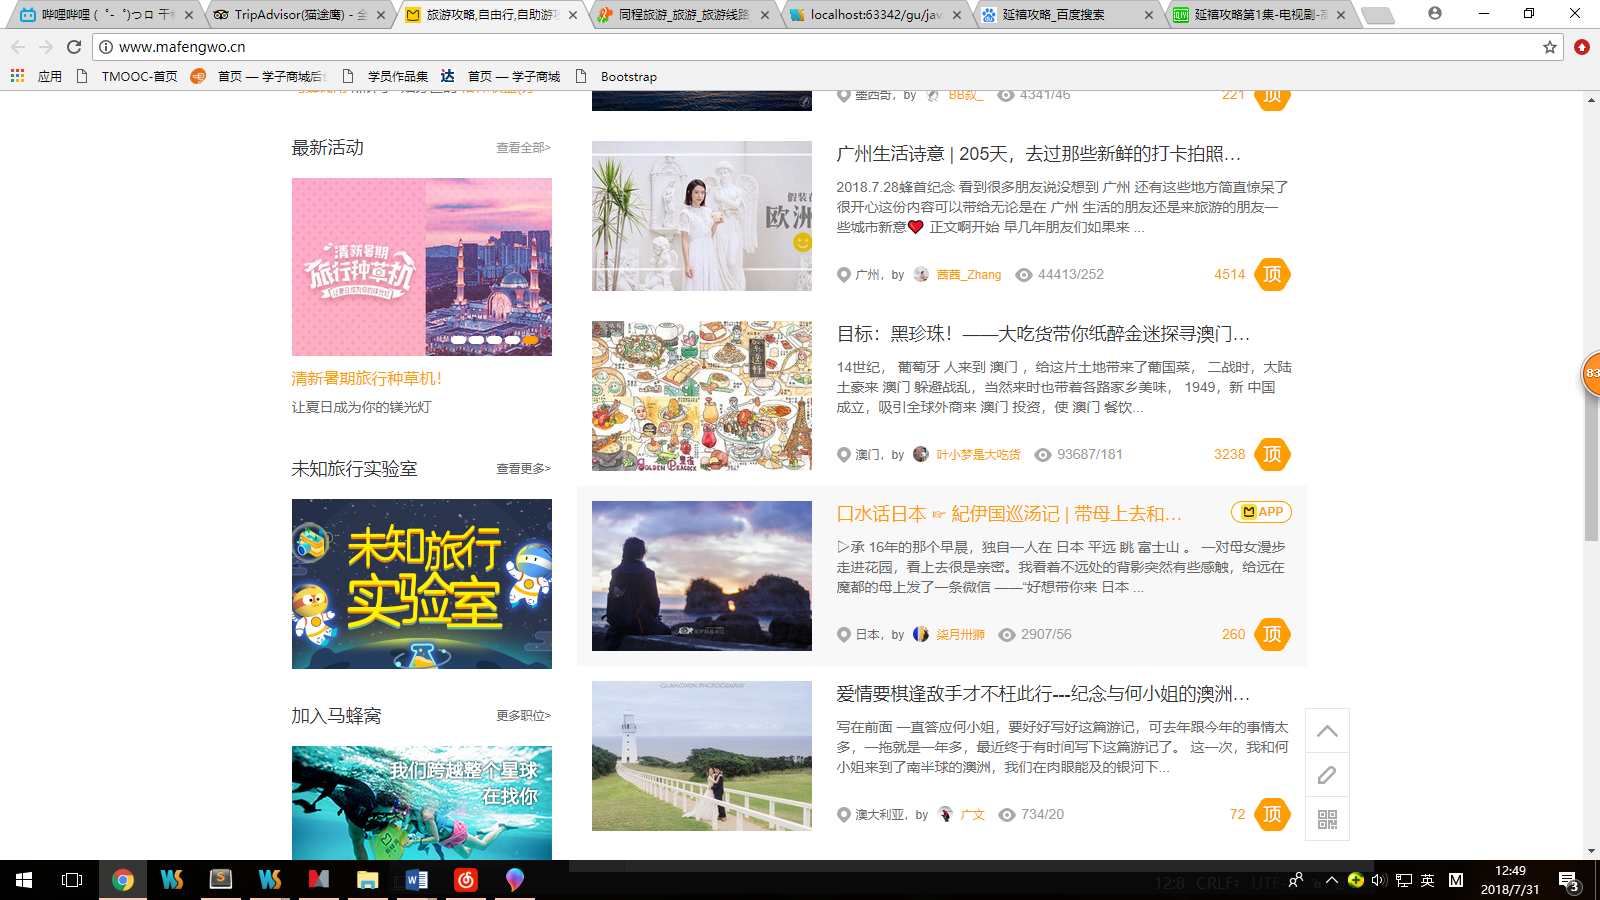 哔哩哔哩 ( ゜- ゜)つロ 干杯
TripAdvisor(猫途鹰) - 全
旅游攻略,自由行,自助游攻
同程旅游_旅游_旅游线路
localhost:63342/gu/jav
延禧攻略_百度搜索
延禧攻略第1集-电视剧-高
www.mafengwo.cn
应用
TMOOC-首页
首页 — 学子商城后台
学员作品集
首页 — 学子商城
Bootstrap
墨西哥，by BB叔_ 4341/46
221 顶
最新活动
查看全部>
清新暑期
旅行种草机
让夏日成为你的镁光灯
清新暑期旅行种草机！
让夏日成为你的镁光灯
未知旅行实验室
查看更多>
未知旅行
实验室
加入马蜂窝
更多职位>
我们跨越整个星球
在找你
假装在
欧洲
广州生活诗意 | 205天，去过那些新鲜的打卡拍照…
2018.7.28蜂首纪念 看到很多朋友说没想到 广州 还有这些地方简直惊呆了
很开心这份内容可以带给无论是在 广州 生活的朋友还是来旅游的朋友一
些城市新意❤ 正文啊开始 早几年朋友们如果来 ...
广州，by 茜茜_Zhang 44413/252
4514 顶
GOLDEN PEACOCK
目标：黑珍珠！——大吃货带你纸醉金迷探寻澳门…
14世纪， 葡萄牙 人来到 澳门 ，给这片土地带来了葡国菜， 二战时，大陆
土豪来 澳门 躲避战乱，当然来时也带着各路家乡美味， 1949，新 中国
成立，吸引全球外商来 澳门 投资，使 澳门 餐饮...
澳门，by 叶小梦是大吃货 93687/181
3238 顶
口水话日本 ☞ 紀伊国巡汤记 | 带母上去和…
APP
▷承 16年的那个早晨，独自一人在 日本 平远 眺 富士山 。 一对母女漫步
走进花园，看上去很是亲密。我看着不远处的背影突然有些感触，给远在
魔都的母上发了一条微信 ——“好想带你来 日本 ...
日本，by 柒月卅狮 2907/56
260 顶
爱情要棋逢敌手才不枉此行---纪念与何小姐的澳洲…
写在前面 一直答应何小姐，要好好写好这篇游记，可去年跟今年的事情太
多，一拖就是一年多，最近终于有时间写下这篇游记了。 这一次，我和何
小姐来到了南半球的澳洲，我们在肉眼能及的银河下...
澳大利亚，by 广文 734/20
72 顶
83
12:8 CRLF÷ UTF-
英
M
12:49
2018/7/31
3